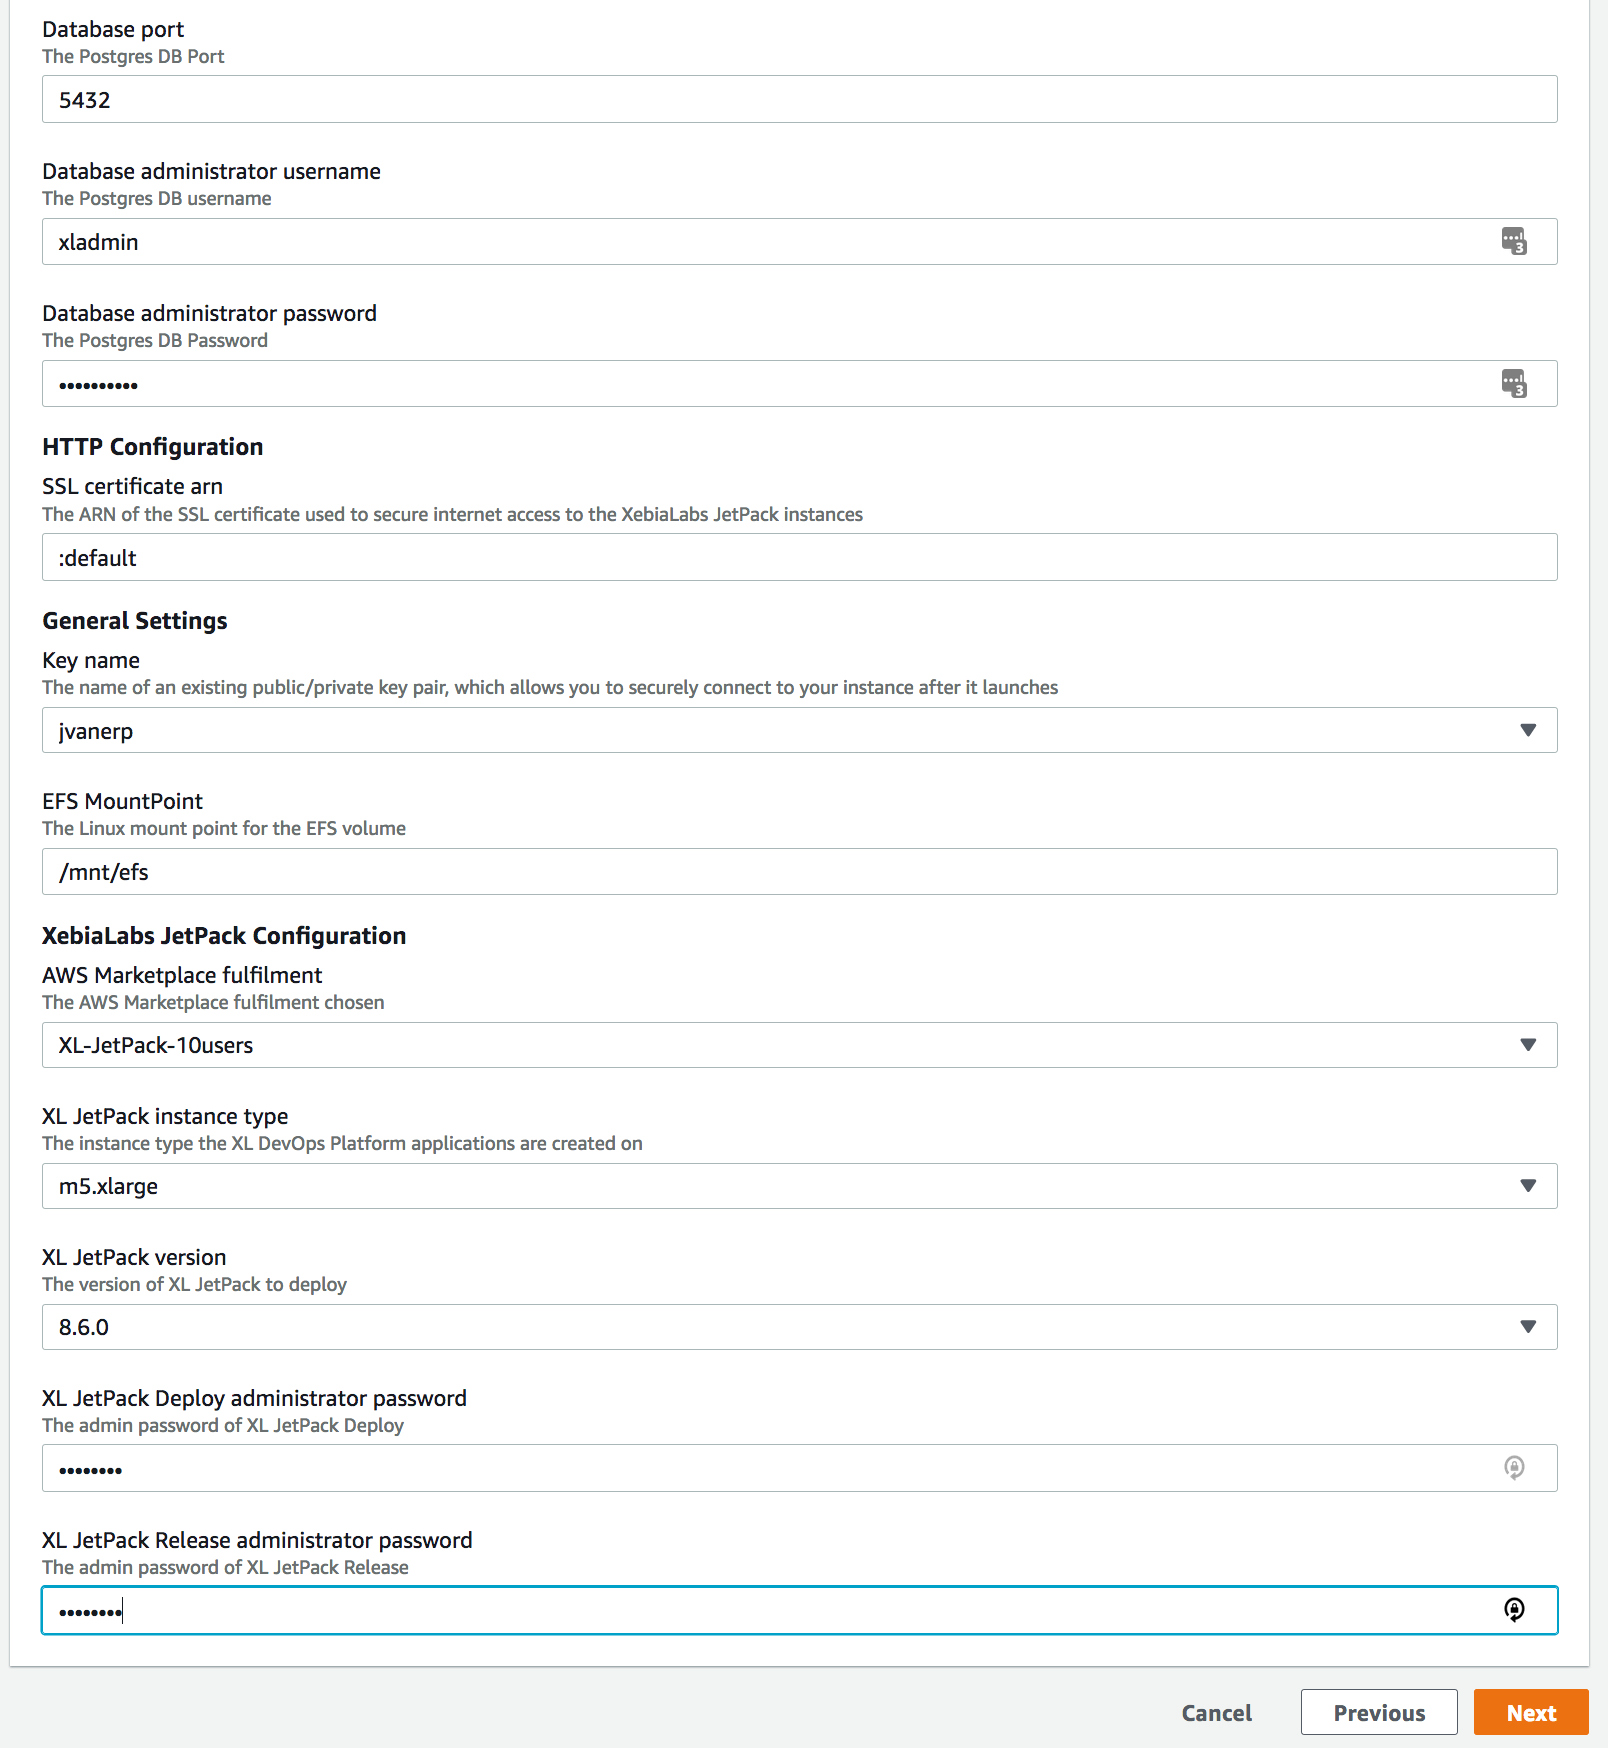 Database port
The Postgres DB Port
5432
Database administrator username
The Postgres DB username
xladmin
3
Database administrator password
The Postgres DB Password
••••••••••
3
HTTP Configuration
SSL certificate arn
The ARN of the SSL certificate used to secure internet access to the XebiaLabs JetPack instances
:default
General Settings
Key name
The name of an existing public/private key pair, which allows you to securely connect to your instance after it launches
jvanerp
EFS MountPoint
The Linux mount point for the EFS volume
/mnt/efs
XebiaLabs JetPack Configuration
AWS Marketplace fulfilment
The AWS Marketplace fulfilment chosen
XL-JetPack-10users
XL JetPack instance type
The instance type the XL DevOps Platform applications are created on
m5.xlarge
XL JetPack version
The version of XL JetPack to deploy
8.6.0
XL JetPack Deploy administrator password
The admin password of XL JetPack Deploy
••••••••
XL JetPack Release administrator password
The admin password of XL JetPack Release
••••••••
Cancel
Previous
Next